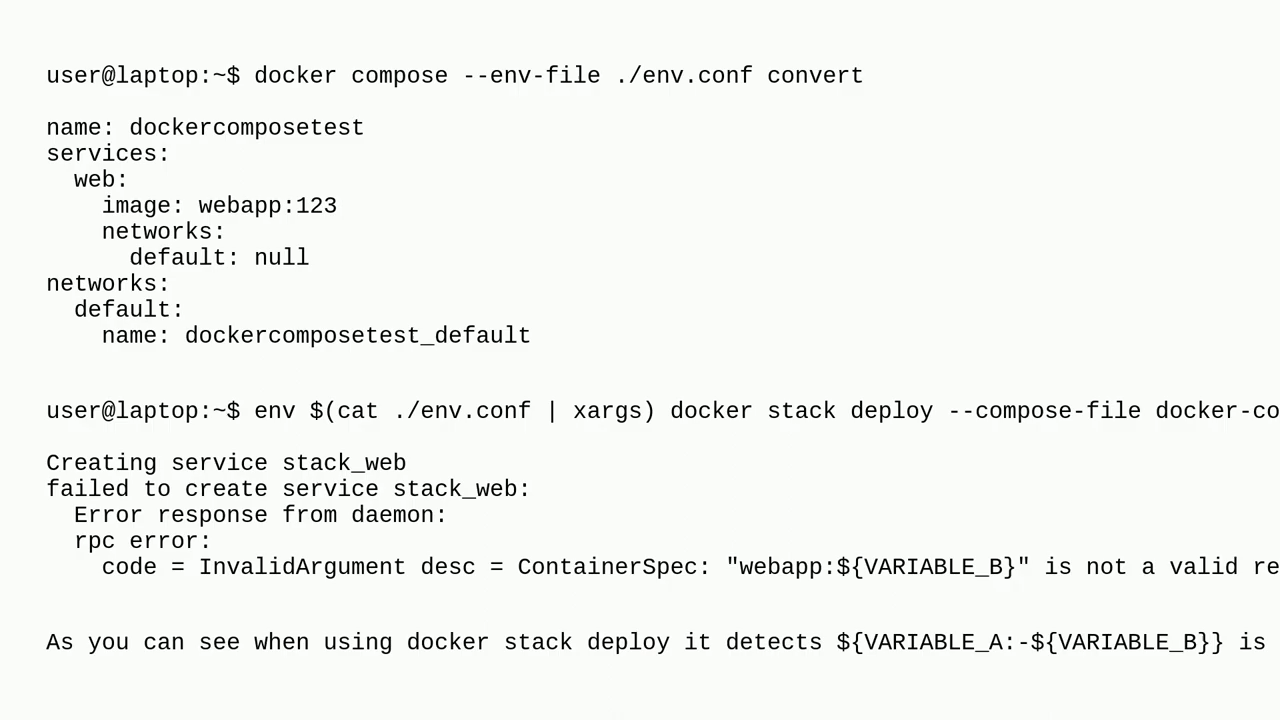 user@laptop:~$ docker compose --env-file ./env.conf convert
name: dockercomposetest
services:
  web:
    image: webapp:123
    networks:
      default: null
networks:
  default:
    name: dockercomposetest_default
user@laptop:~$ env $(cat ./env.conf | xargs) docker stack deploy --compose-file docker-co
Creating service stack_web
failed to create service stack_web:
  Error response from daemon:
  rpc error:
    code = InvalidArgument desc = ContainerSpec: "webapp:${VARIABLE_B}" is not a valid re
As you can see when using docker stack deploy it detects ${VARIABLE_A:-${VARIABLE_B}} is